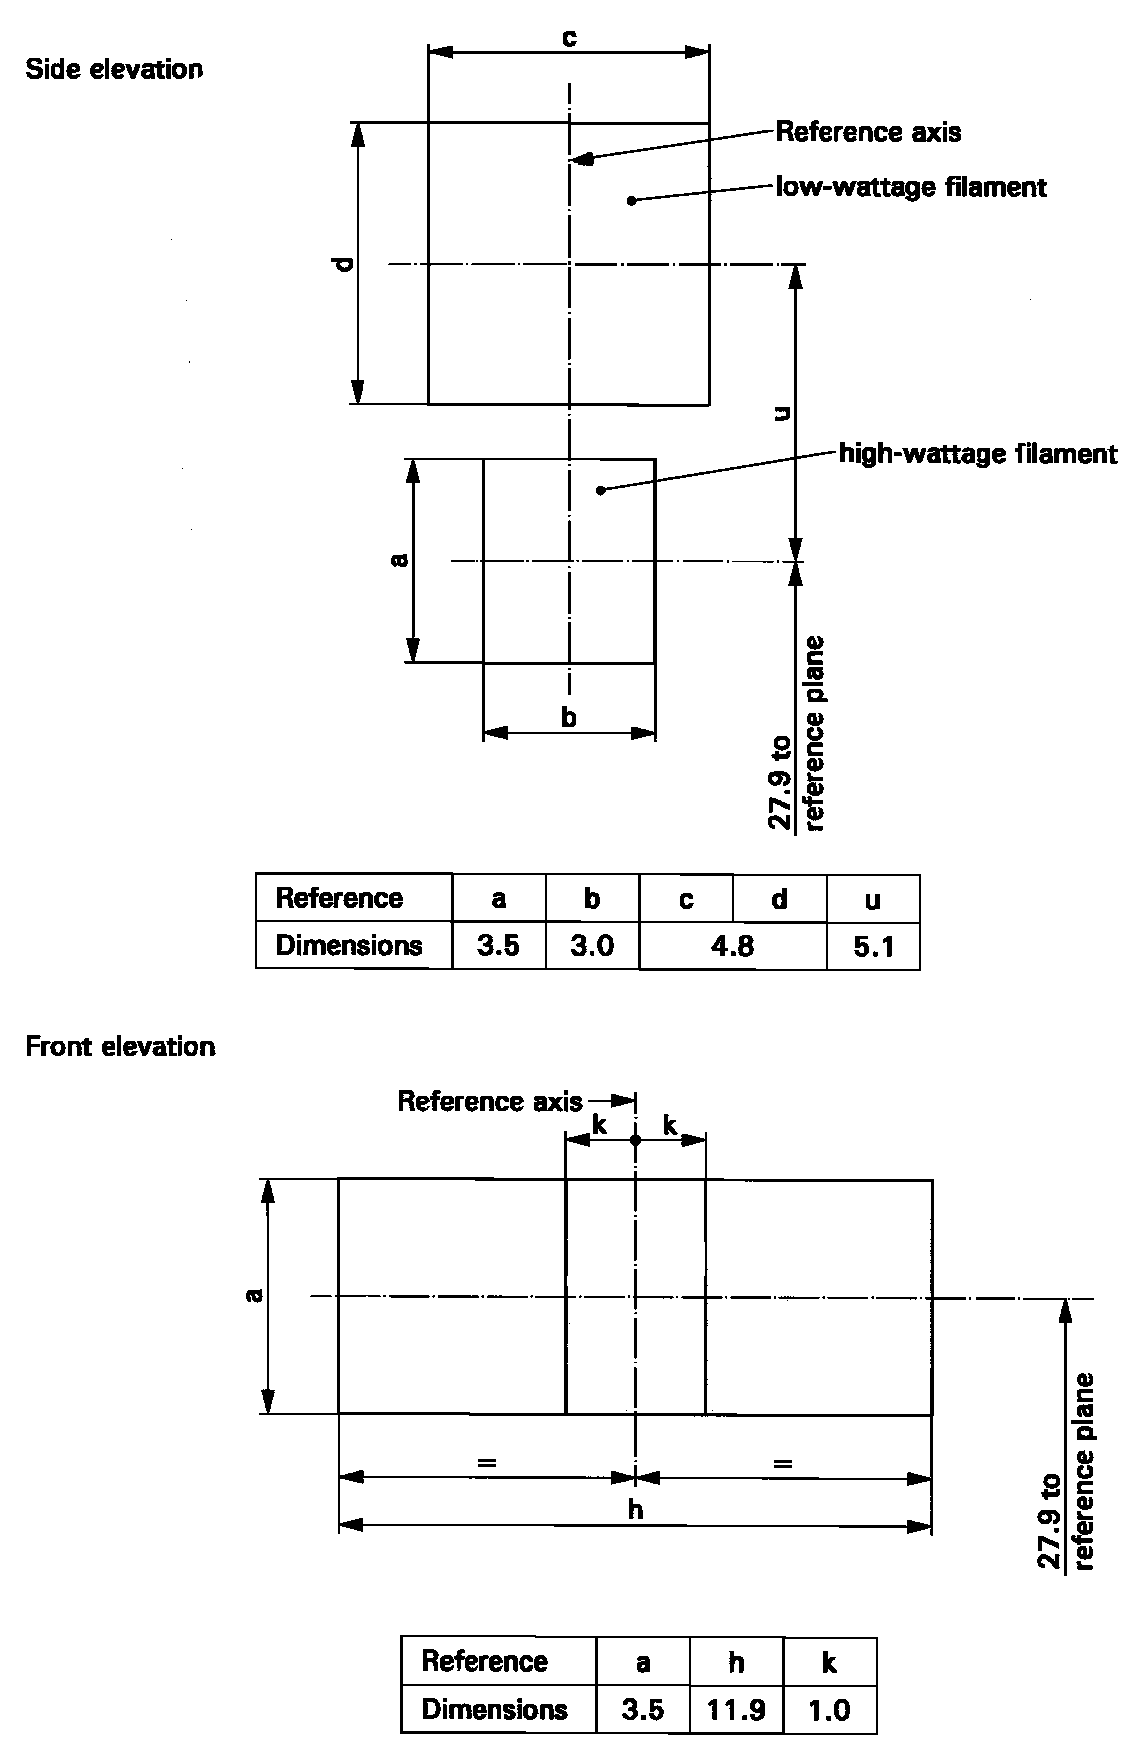 Side elevation
c
Reference axis
low-wattage filament
d
u
high-wattage filament
a
b
27.9 to
reference plane
Reference a b c d u
Dimensions 3.5 3.0 4.8 5.1
Front elevation
Reference axis
k k
a
=
=
h
27.9 to
reference plane
Reference a h k
Dimensions 3.5 11.9 1.0